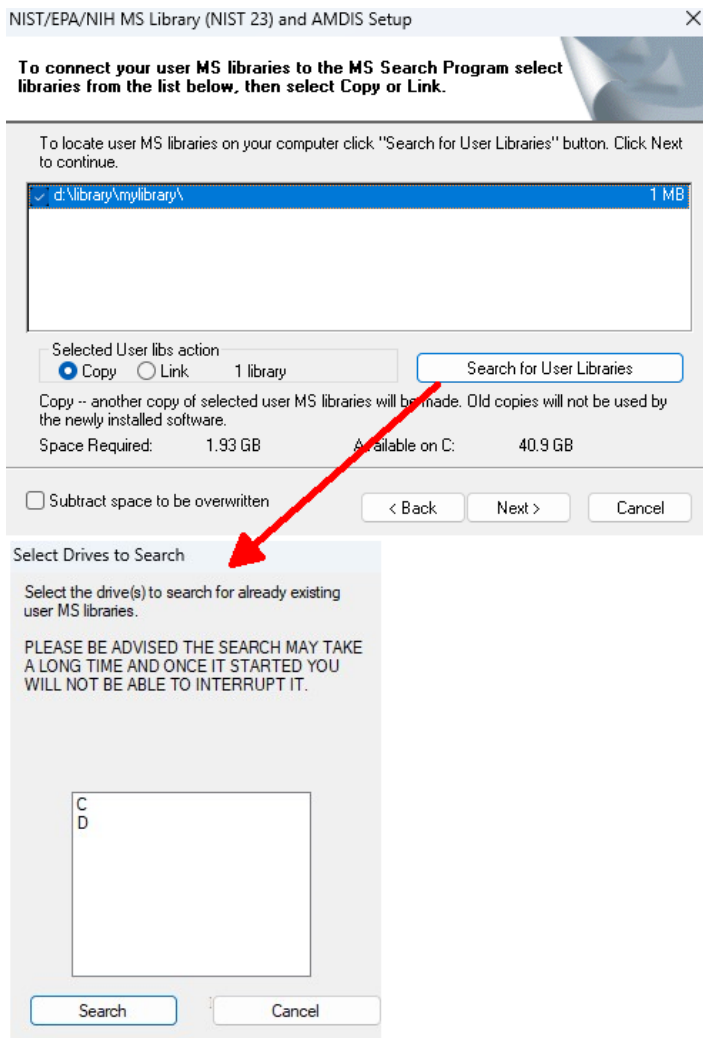 NIST/EPA/NIH MS Library (NIST 23) and AMDIS Setup
To connect your user MS libraries to the MS Search Program select
libraries from the list below, then select Copy or Link.
To locate user MS libraries on your computer click "Search for User Libraries" button. Click Next
to continue.
d:\library\mylibrary\ 1 MB
Selected User libs action
Copy Link 1 library
Search for User Libraries
Copy -- another copy of selected user MS libraries will be made. Old copies will not be used by
the newly installed software.
Space Required: 1.93 GB Available on C: 40.9 GB
Subtract space to be overwritten
< Back Next > Cancel
Select Drives to Search
Select the drive(s) to search for already existing
user MS libraries.
PLEASE BE ADVISED THE SEARCH MAY TAKE
A LONG TIME AND ONCE IT STARTED YOU
WILL NOT BE ABLE TO INTERRUPT IT.
C
D
Search Cancel